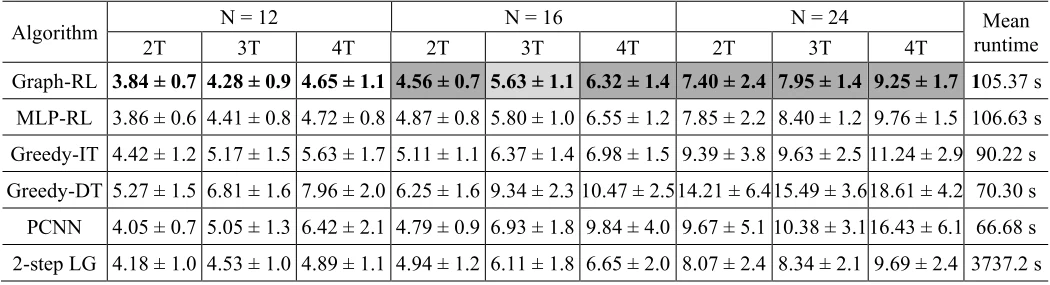 Algorithm N = 12 N = 16 N = 24 Mean runtime
2T 3T 4T 2T 3T 4T 2T 3T 4T
Graph-RL 3.84 ± 0.7 4.28 ± 0.9 4.65 ± 1.1 4.56 ± 0.7 5.63 ± 1.1 6.32 ± 1.4 7.40 ± 2.4 7.95 ± 1.4 9.25 ± 1.7 105.37 s
MLP-RL 3.86 ± 0.6 4.41 ± 0.8 4.72 ± 0.8 4.87 ± 0.8 5.80 ± 1.0 6.55 ± 1.2 7.85 ± 2.2 8.40 ± 1.2 9.76 ± 1.5 106.63 s
Greedy-IT 4.42 ± 1.2 5.17 ± 1.5 5.63 ± 1.7 5.11 ± 1.1 6.37 ± 1.4 6.98 ± 1.5 9.39 ± 3.8 9.63 ± 2.5 11.24 ± 2.9 90.22 s
Greedy-DT 5.27 ± 1.5 6.81 ± 1.6 7.96 ± 2.0 6.25 ± 1.6 9.34 ± 2.3 10.47 ± 2.5 14.21 ± 6.4 15.49 ± 3.6 18.61 ± 4.2 70.30 s
PCNN 4.05 ± 0.7 5.05 ± 1.3 6.42 ± 2.1 4.79 ± 0.9 6.93 ± 1.8 9.84 ± 4.0 9.67 ± 5.1 10.38 ± 3.1 16.43 ± 6.1 66.68 s
2-step LG 4.18 ± 1.0 4.53 ± 1.0 4.89 ± 1.1 4.94 ± 1.2 6.11 ± 1.8 6.65 ± 2.0 8.07 ± 2.4 8.34 ± 2.1 9.69 ± 2.4 3737.2 s